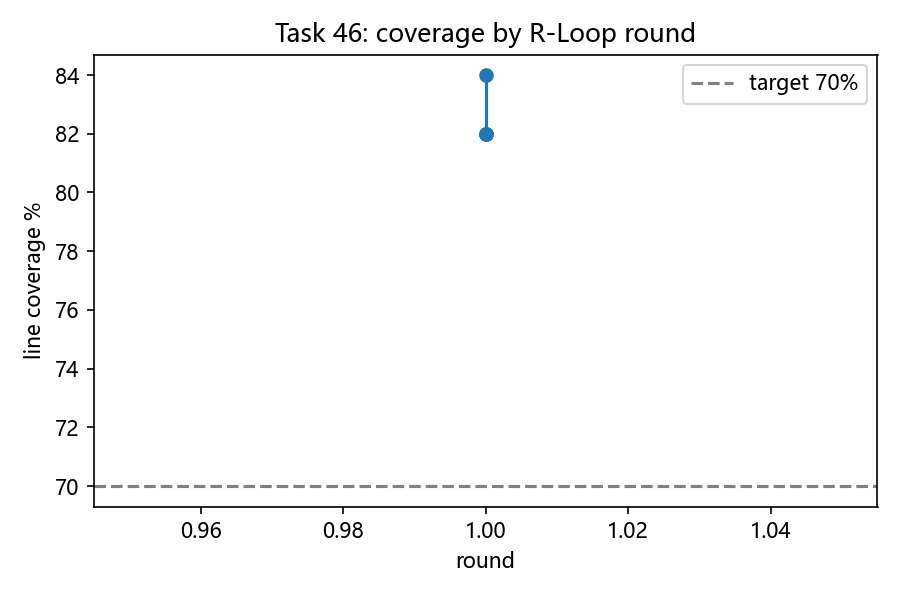 Task 46: coverage by R-Loop round
target 70%
line coverage %
84
82
80
78
76
74
72
70
0.96 0.98 1.00 1.02 1.04
round